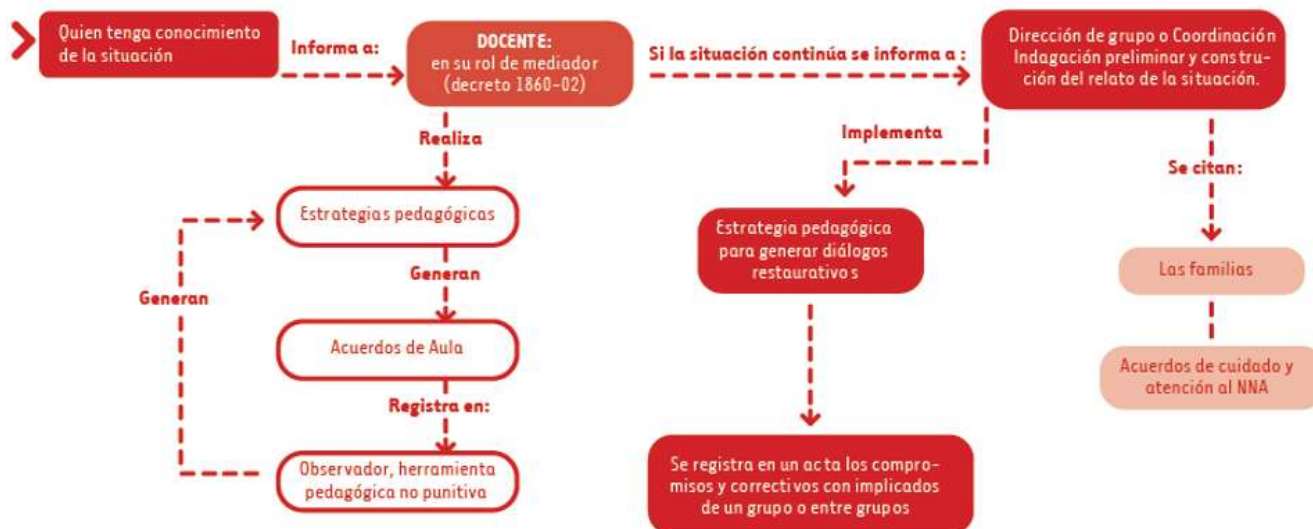 Quien tenga conocimiento
de la situación
Informa a:
DOCENTE:
en su rol de mediador
(decreto 1860-02)
Si la situación continúa se informa a :
Dirección de grupo o Coordinación
Indagación preliminar y constru-
ción del relato de la situación.
Realiza
Estrategias pedagógicas
Generan
Acuerdos de Aula
Registra en:
Observador, herramienta
pedagógica no punitiva
Generan
Implementa
Estrategia pedagógica
para generar diálogos
restaurativos
Se registra en un acta los compro-
misos y correctivos con implicados
de un grupo o entre grupos
Se citan:
Las familias
Acuerdos de cuidado y
atención al NNA